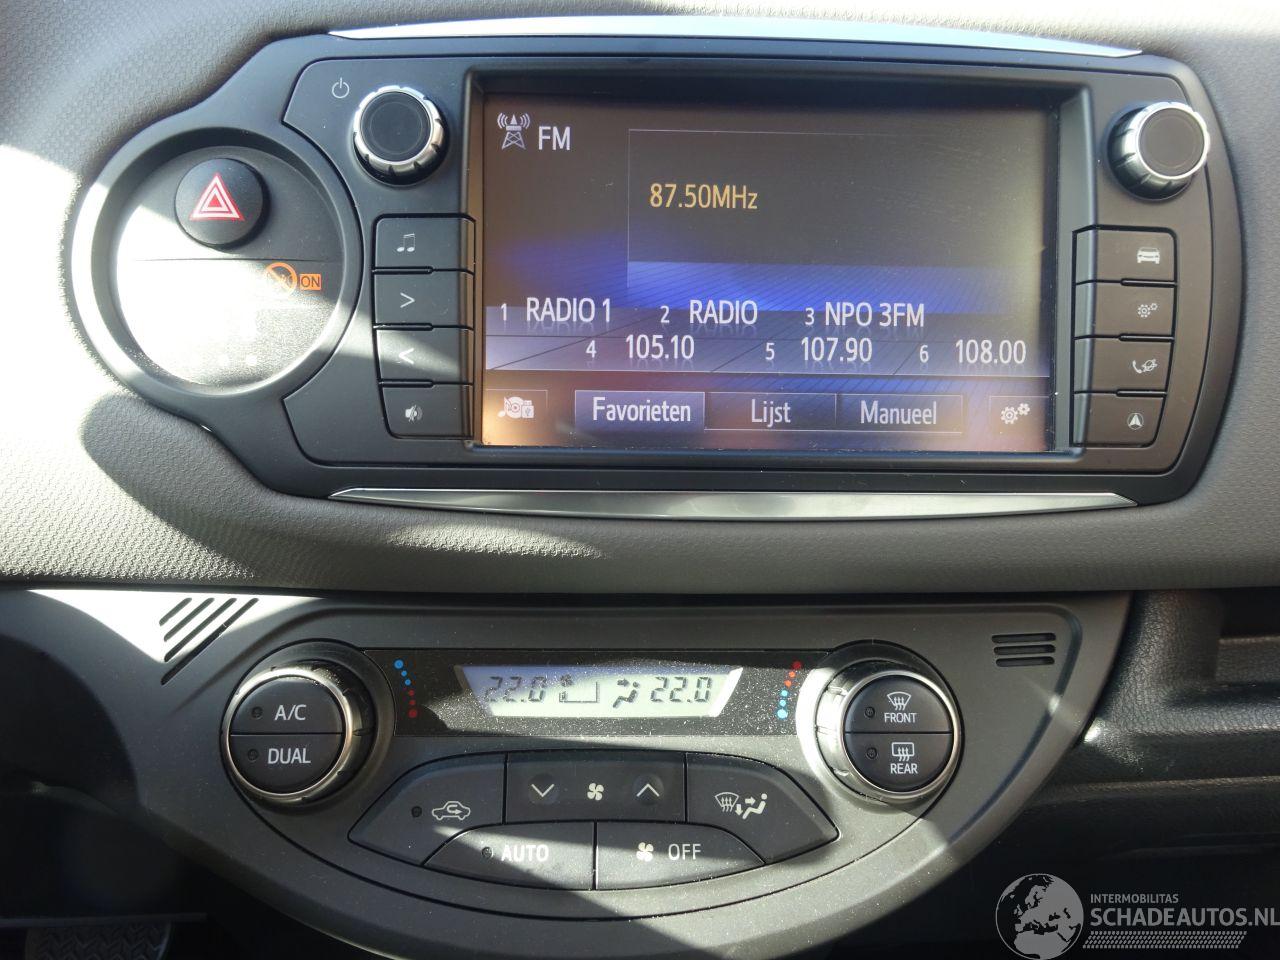 FM
87.50MHz
1 RADIO 1 2 RADIO 3 NPO 3FM
4 105.10 5 107.90 6 108.00
Favorieten Lijst Manueel
ON
22.0 22.0
A/C
DUAL
FRONT
REAR
AUTO OFF
INTERMOBILITAS
SCHADEAUTOS.NL